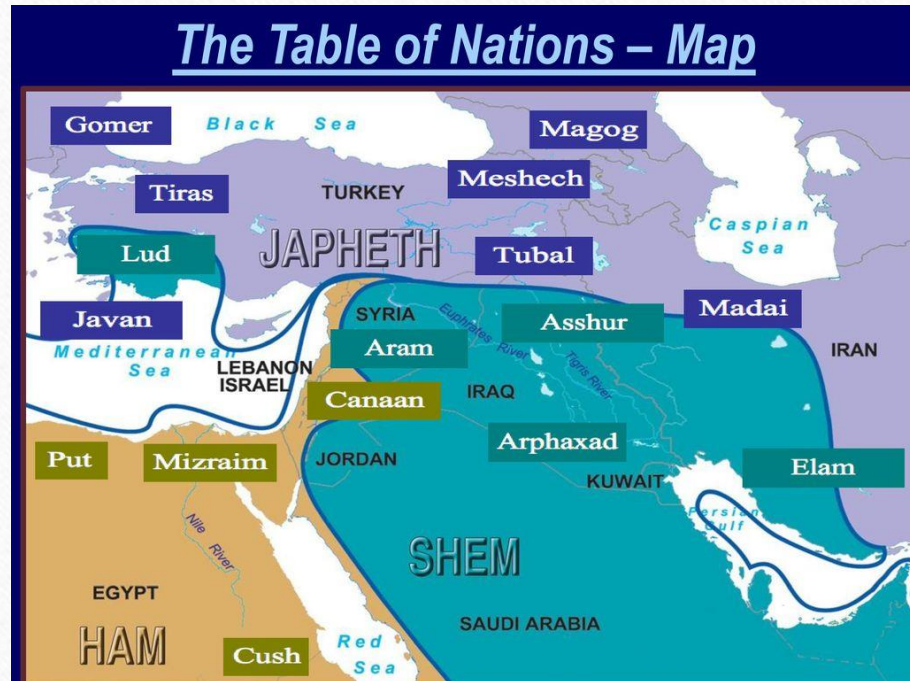 The Table of Nations – Map
Gomer
Black Sea
Magog
Tiras
TURKEY
Meshech
Caspian
Sea
Lud
JAPHETH
Tubal
Javan
SYRIA
Euphrates River
Asshur
Madai
Mediterranean
Sea
LEBANON
ISRAEL
Aram
Tigris River
IRAN
Canaan
IRAQ
Put
Mizraim
JORDAN
Arphaxad
KUWAIT
Elam
Persian
Gulf
Nile River
SHEM
EGYPT
SAUDI ARABIA
HAM
Cush
Red
Sea